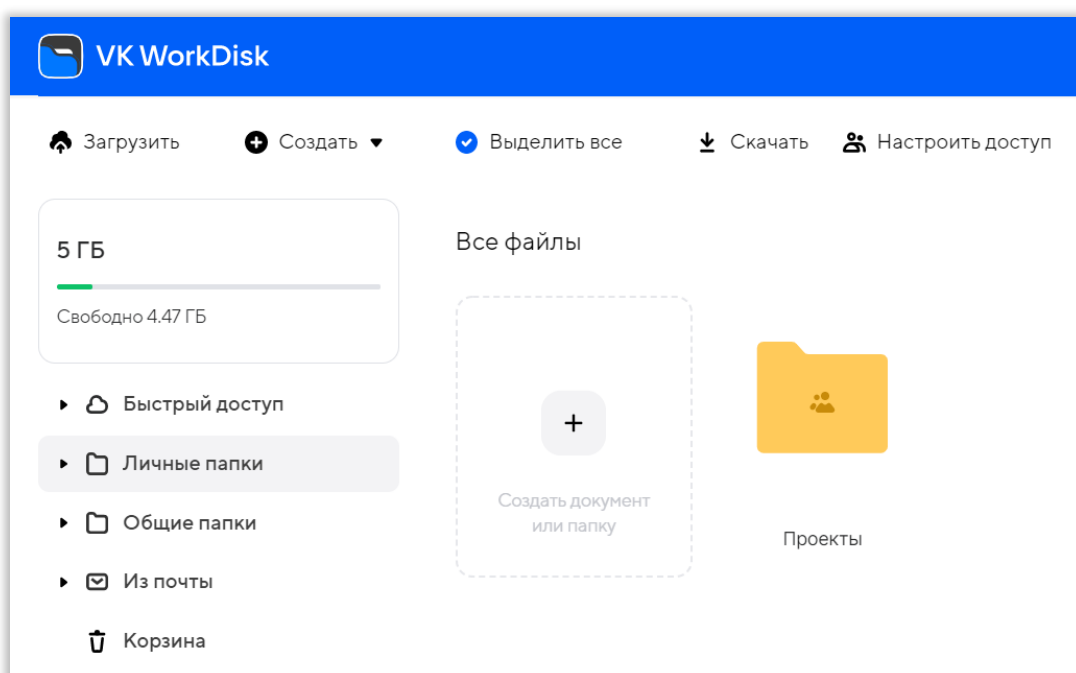 VK WorkDisk
Загрузить
Создать
Выделить все
Скачать
Настроить доступ
5 ГБ
Свободно 4.47 ГБ
Быстрый доступ
Личные папки
Общие папки
Из почты
Корзина
Все файлы
Создать документ
или папку
Проекты